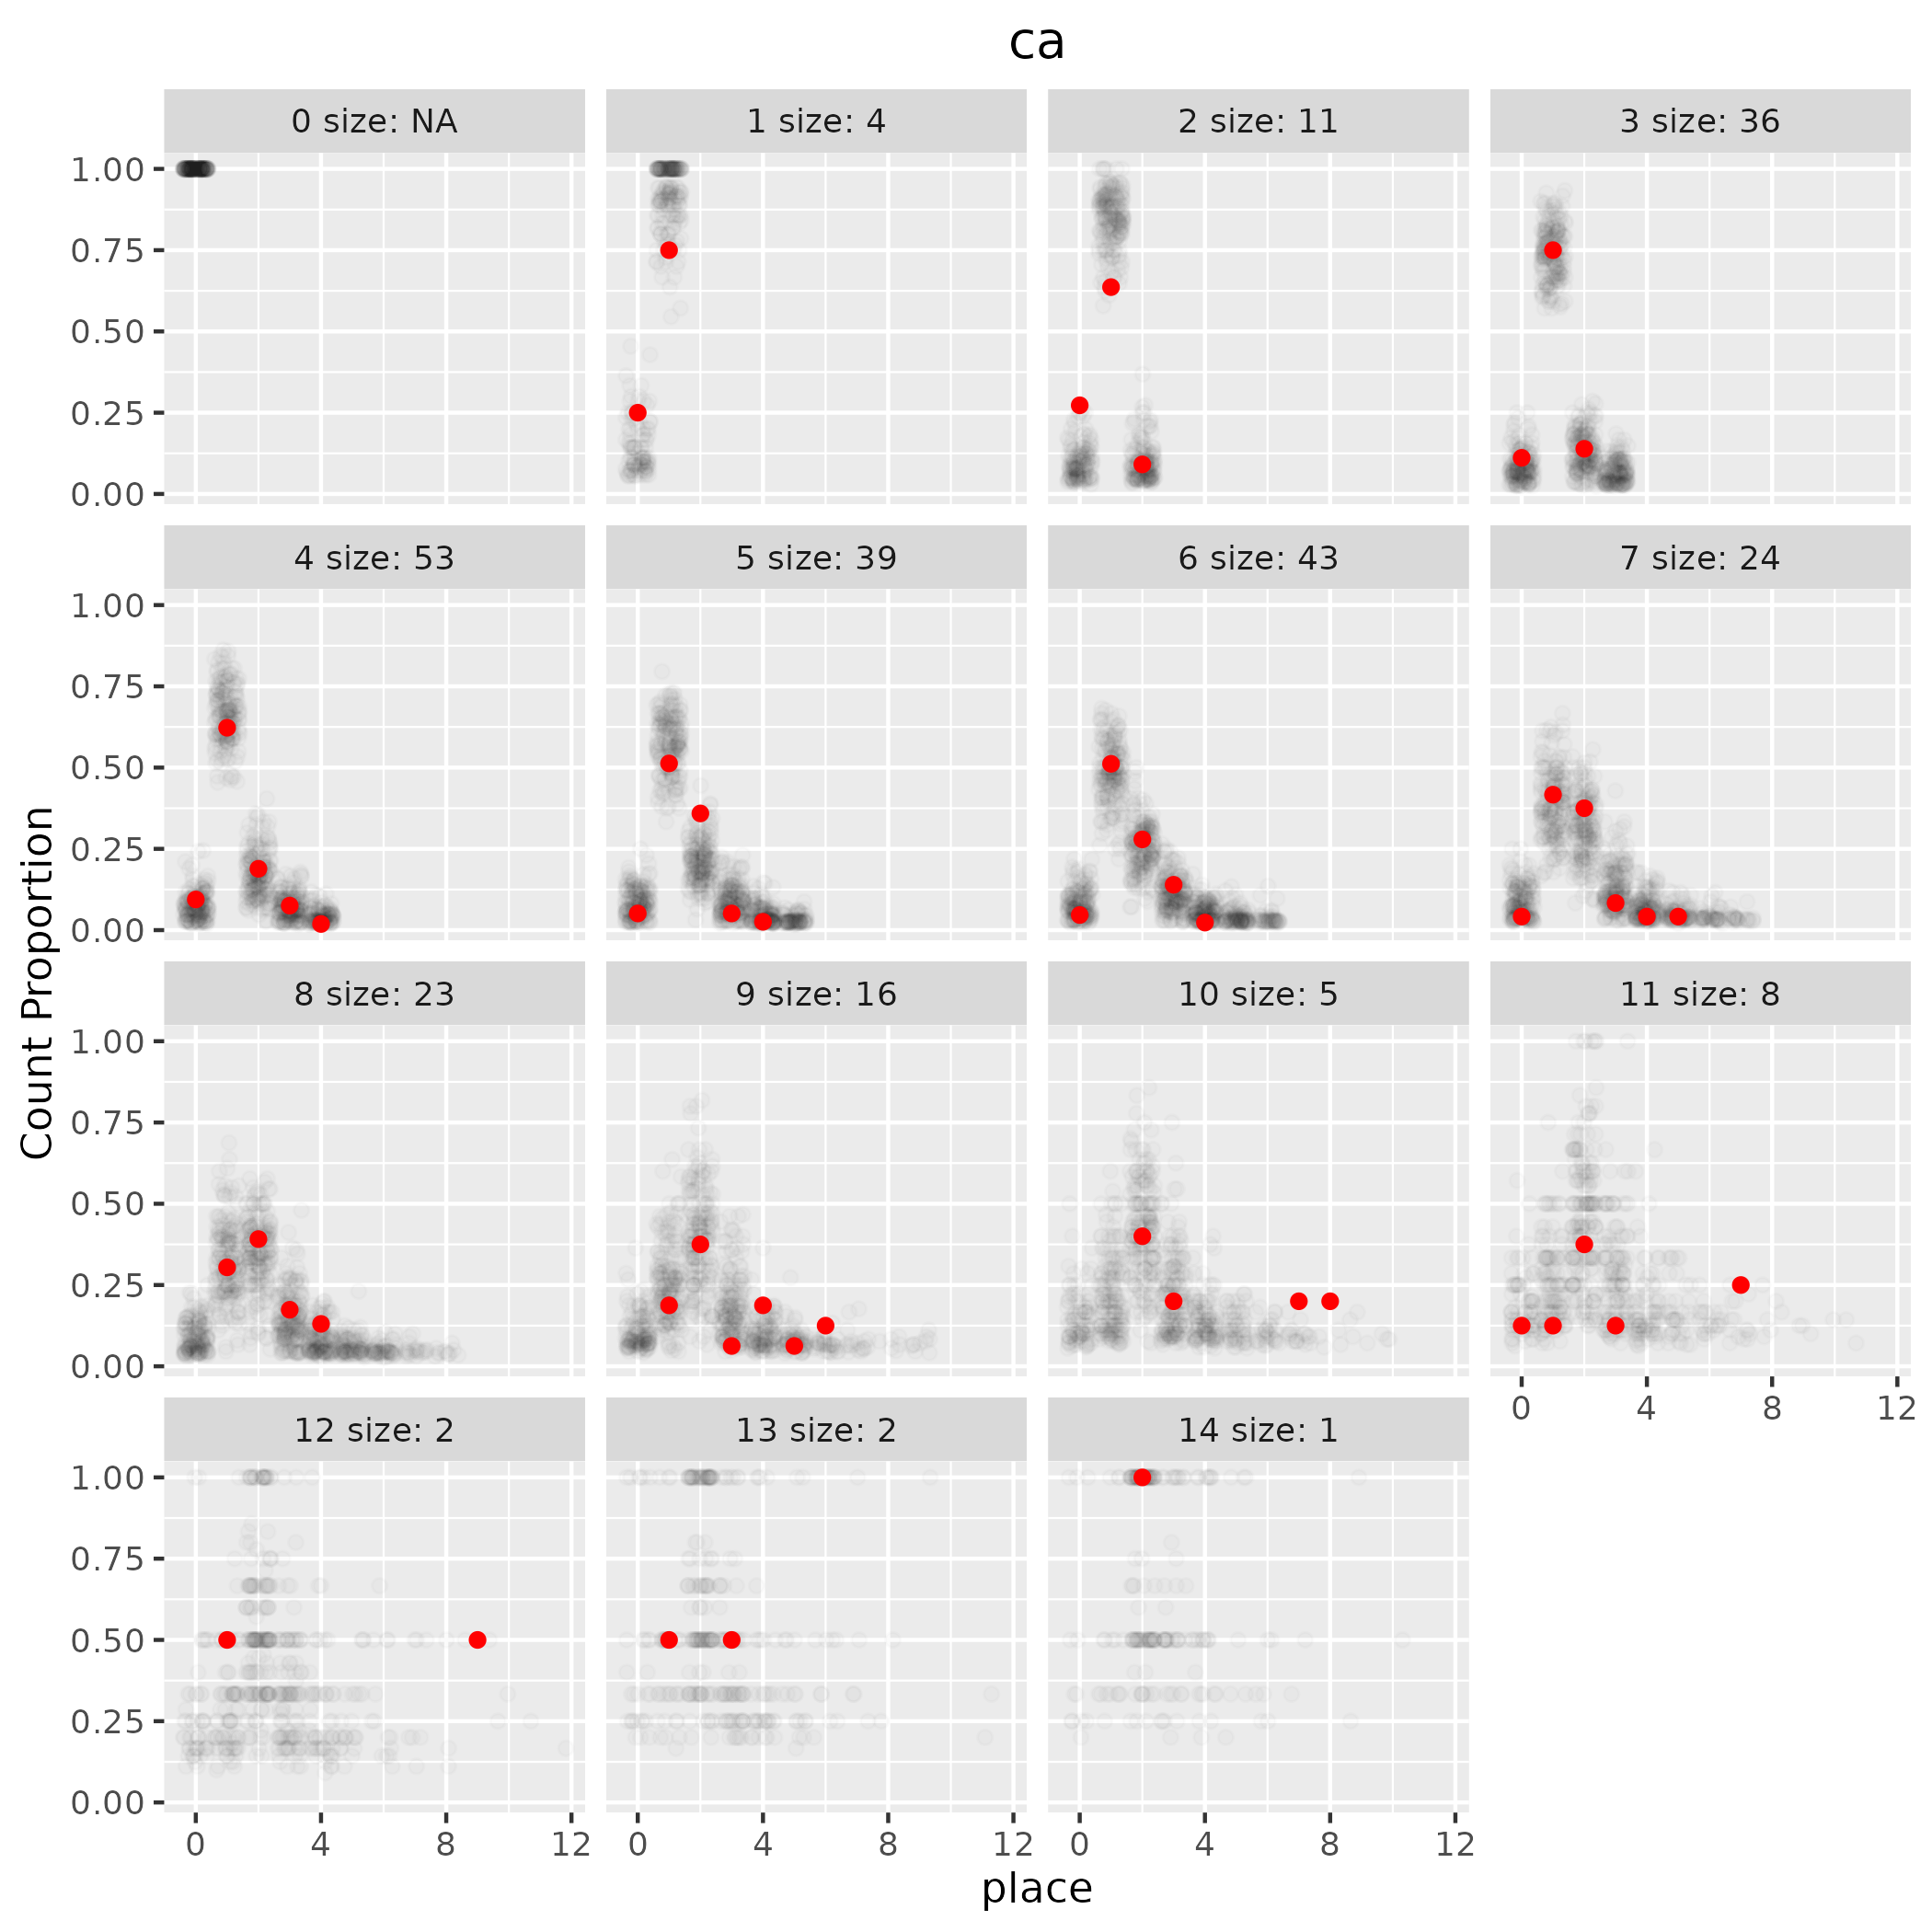 ca
0 size: NA
1 size: 4
2 size: 11
3 size: 36
1.00
0.75
0.50
0.25
0.00
4 size: 53
5 size: 39
6 size: 43
7 size: 24
1.00
0.75
0.50
0.25
0.00
Count Proportion
8 size: 23
9 size: 16
10 size: 5
11 size: 8
1.00
0.75
0.50
0.25
0.00
0 4 8 12
12 size: 2
13 size: 2
14 size: 1
1.00
0.75
0.50
0.25
0.00
0 4 8 12
0 4 8 12
0 4 8 12
place